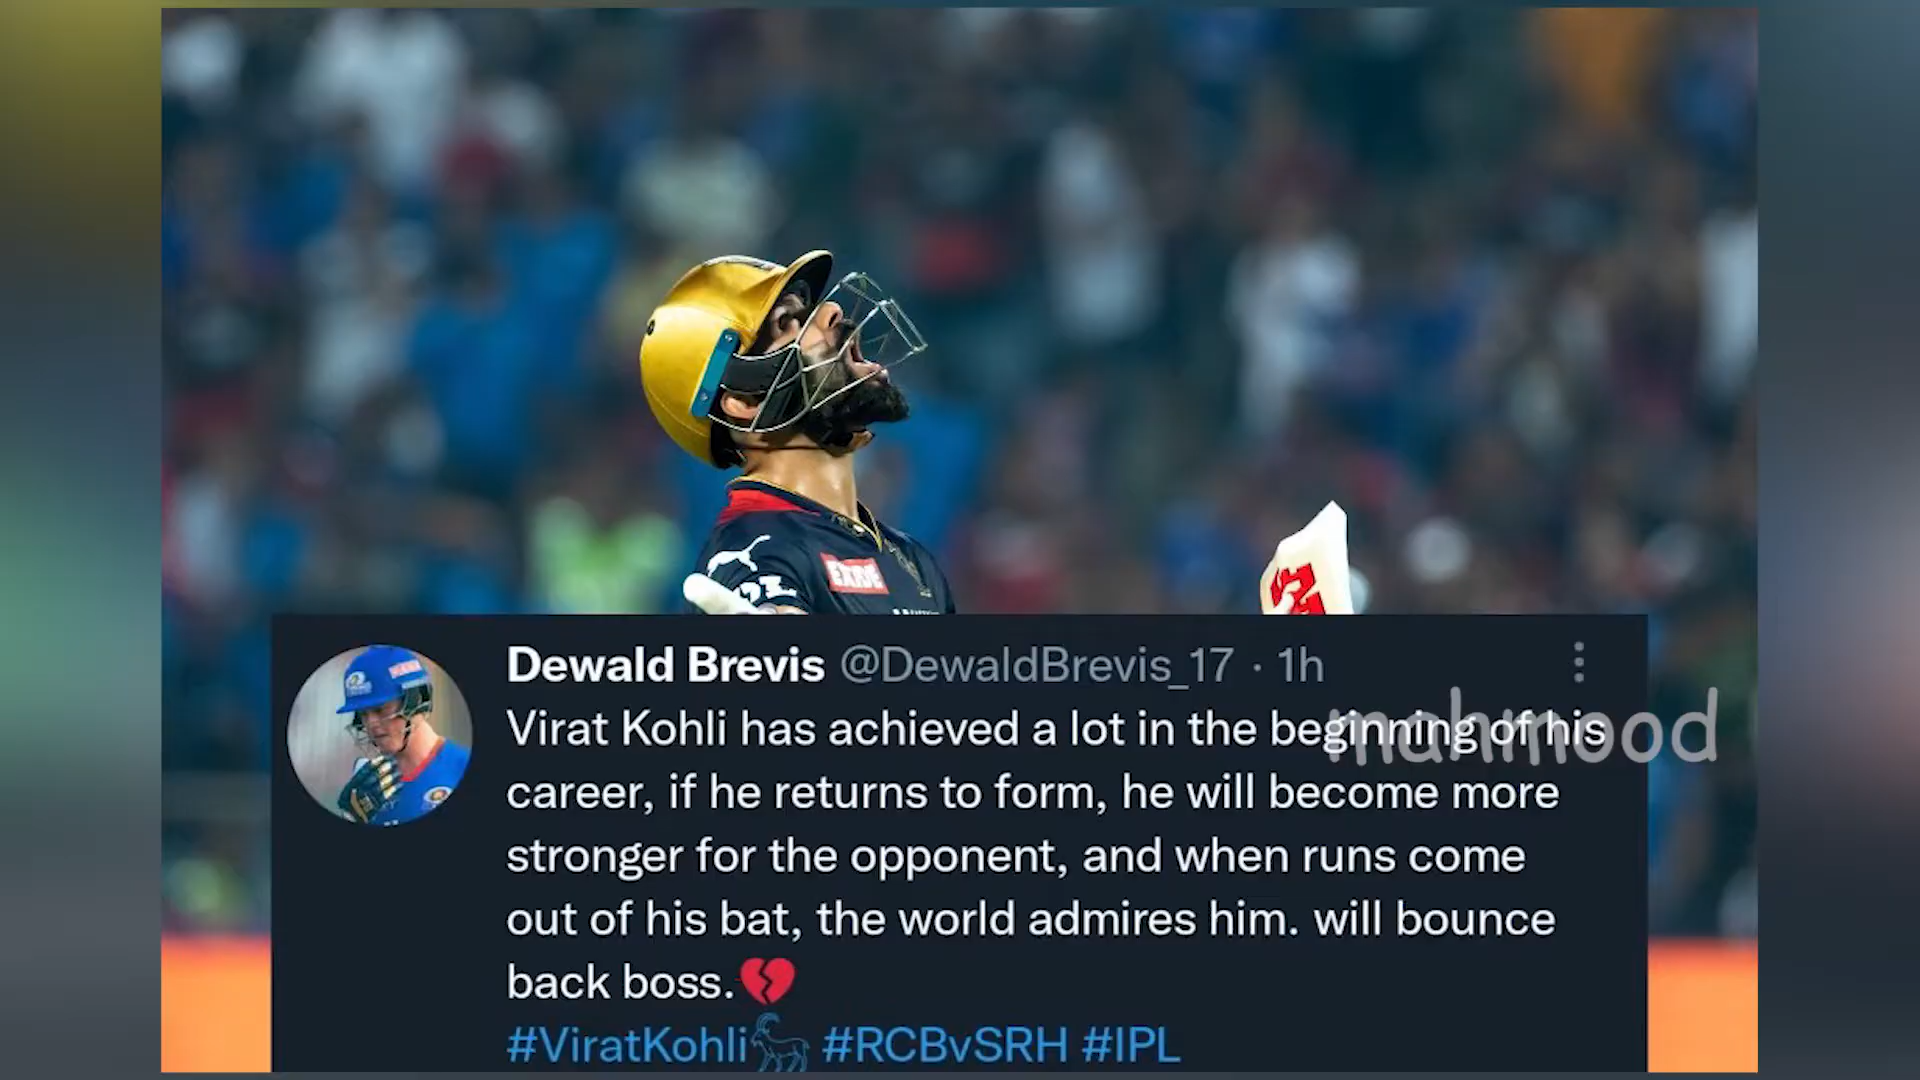 EXIDE
Dewald Brevis @DewaldBrevis_17 · 1h
mahmood
Virat Kohli has achieved a lot in the beginning of his
career, if he returns to form, he will become more
stronger for the opponent, and when runs come
out of his bat, the world admires him. will bounce
back boss.💔
#ViratKohli #RCBvSRH #IPL